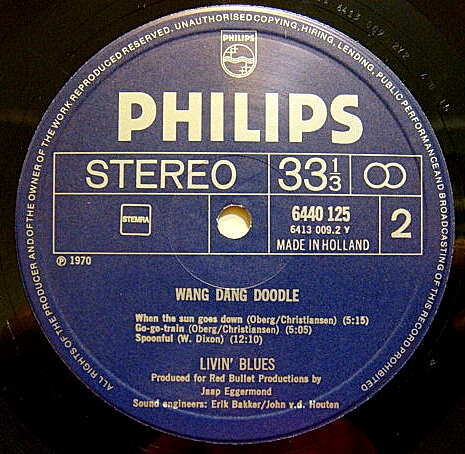 ALL RIGHTS OF THE PRODUCER AND OF THE OWNER OF THE WORK REPRODUCED RESERVED. UNAUTHORISED COPYING, HIRING, LENDING, PUBLIC PERFORMANCE AND BROADCASTING OF THIS RECORD PROHIBITED
PHILIPS
PHILIPS
STEREO 33 1/3
STEMRA 6440 125 2
6413 009.2 Y
MADE IN HOLLAND
℗ 1970
WANG DANG DOODLE
When the sun goes down (Oberg/Christiansen) (5:15)
Go-go-train (Oberg/Christiansen) (5:05)
Spoonful (W. Dixon) (12:10)
LIVIN' BLUES
Produced for Red Bullet Productions by
Jaap Eggermond
Sound engineers: Erik Bakker/John v.d. Houten